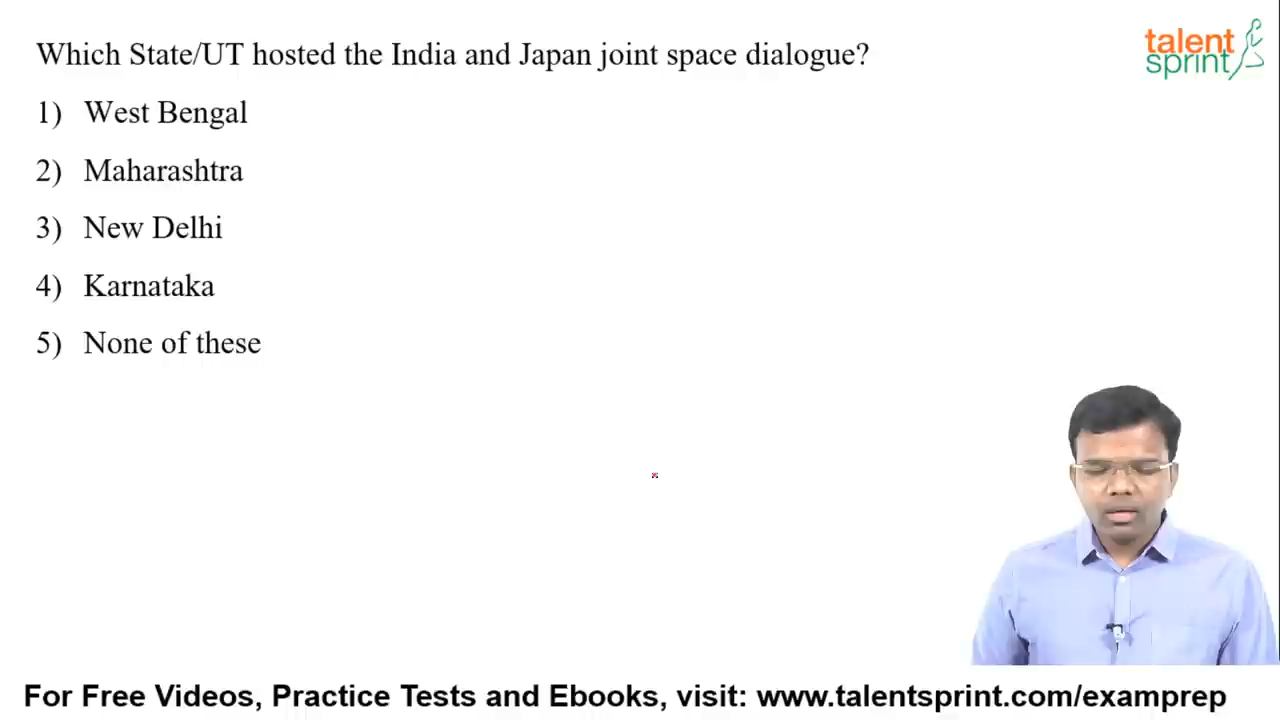 Which State/UT hosted the India and Japan joint space dialogue?
talent
sprint
1) West Bengal
2) Maharashtra
3) New Delhi
4) Karnataka
5) None of these
For Free Videos, Practice Tests and Ebooks, visit: www.talentsprint.com/examprep